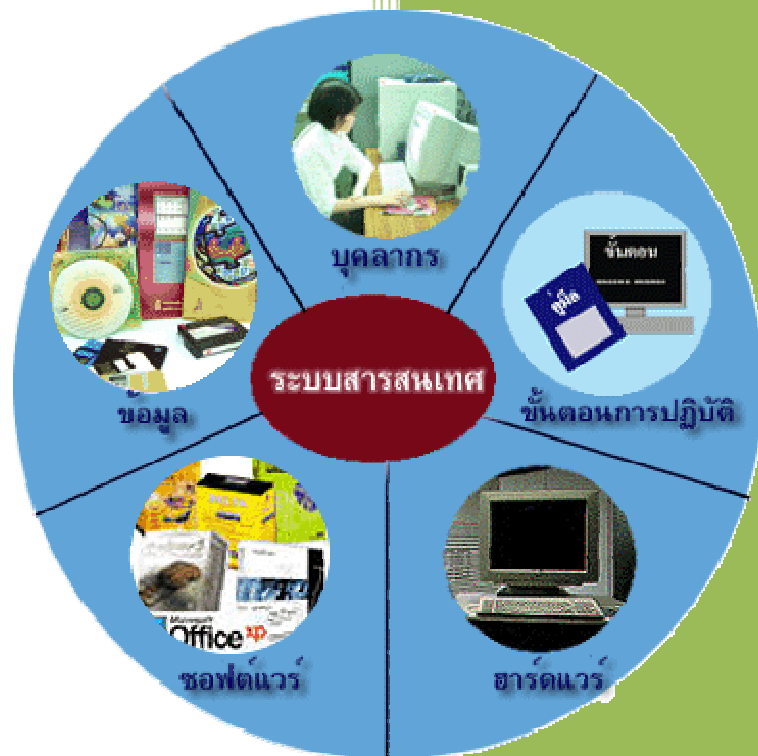 บุคลากร
ขั้นตอน
คู่มือ
ขั้นตอนการปฏิบัติ
ระบบสารสนเทศ
ข้อมูล
Microsoft
Office xp
ซอฟต์แวร์
ฮาร์ดแวร์